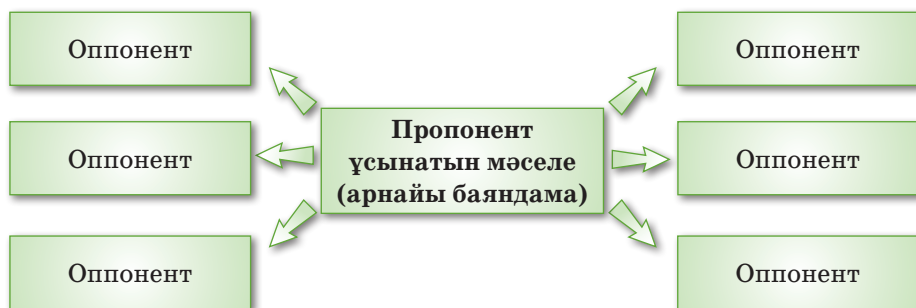 Оппонент
Оппонент
Оппонент
Пропонент
ұсынатын мәселе
(арнайы баяндама)
Оппонент
Оппонент
Оппонент